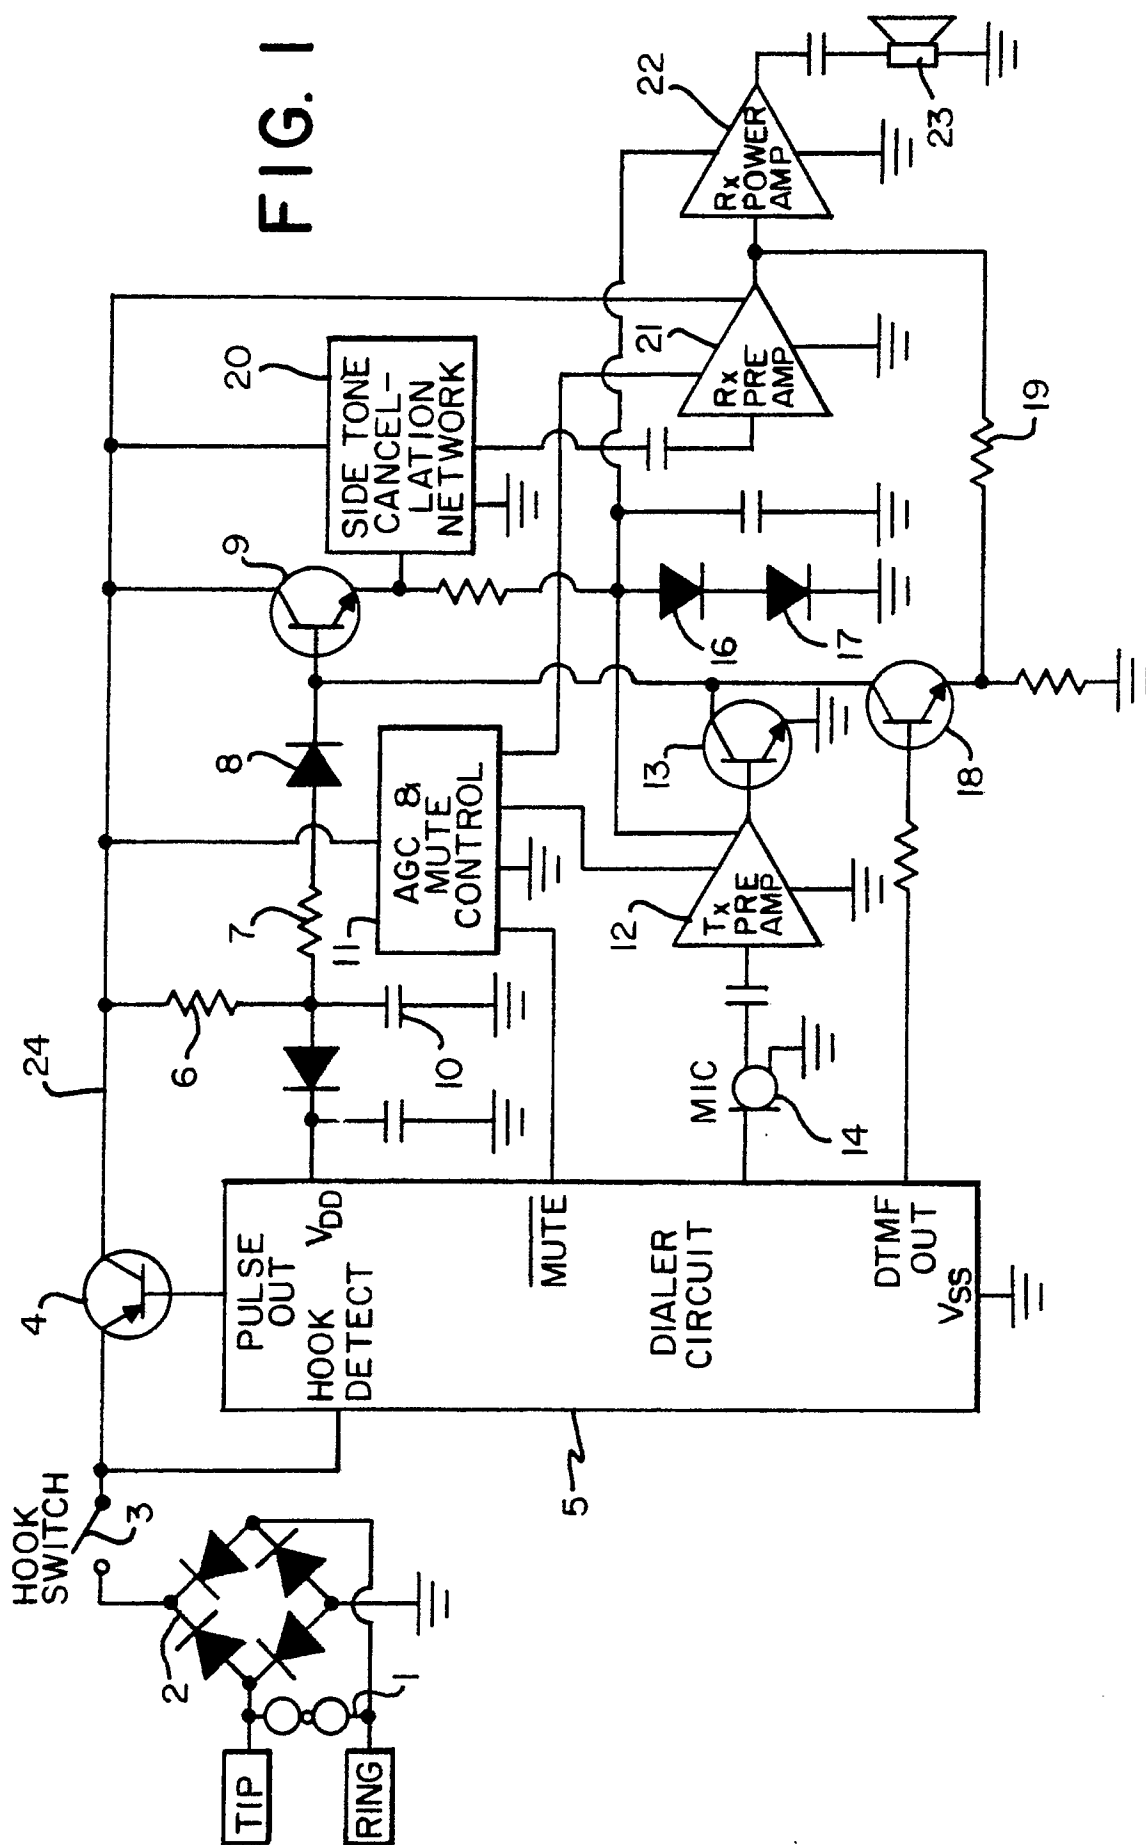 FIG. 1
HOOK
SWITCH
3
4
24
6
7
8
9
20
SIDE TONE
CANCEL-
LATION
NETWORK
2
TIP
RING
1
5
PULSE
OUT
VDD
HOOK
DETECT
MUTE
DIALER
CIRCUIT
DTMF
OUT
VSS
10
11
AGC &
MUTE
CONTROL
MIC
14
12
Tx
PRE
AMP
13
16
17
18
19
21
Rx
PRE
AMP
22
Rx
POWER
AMP
23